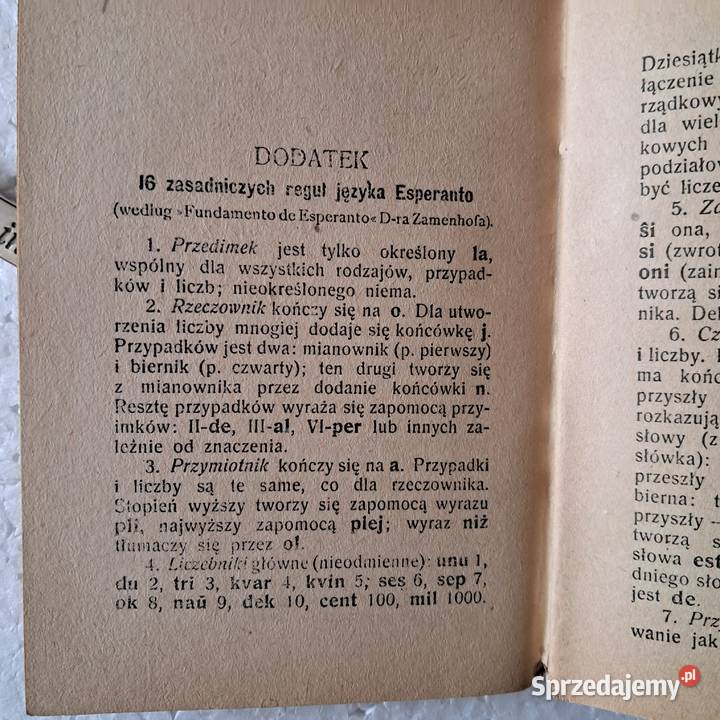 DODATEK
16 zasadniczych reguł języka Esperanto
(według »Fundamento de Esperanto« D-ra Zamenhofa).
1. Przedimek jest tylko określony la,
wspólny dla wszystkich rodzajów, przypad-
ków i liczb; nieokreślonego niema.
2. Rzeczownik kończy się na o. Dla utwo-
rzenia liczby mnogiej dodaje się końcówkę j.
Przypadków jest dwa: mianownik (p. pierwszy)
i biernik (p. czwarty); ten drugi tworzy się
z mianownika przez dodanie końcówki n.
Resztę przypadków wyraża się zapomocą przy-
imków: II-de, III-al, VI-per lub innych za-
leżnie od znaczenia.
3. Przymiotnik kończy się na a. Przypadki
i liczby są te same, co dla rzeczownika.
Stopień wyższy tworzy się zapomocą wyrazu
pli, najwyższy zapomocą plej; wyraz niż
tłumaczy się przez ol.
4. Liczebniki główne (nieodmienne): unu 1,
du 2, tri 3, kvar 4, kvin 5; ses 6, sep 7,
ok 8, naŭ 9, dek 10, cent 100, mil 1000.
Dziesiątk
łączenie
rządkowy
dla wiel
kowych
podziałow
być licze
5. Za
ŝi ona,
si (zwrot
oni (zaim
tworzą si
nika. Dek
6. Cz
i liczby.
ma końc
przyszły
rozkazują
słowy (z
słówka):
przeszły
bierna: t
przyszły –
tworzą s
słowa est
dniego sło
jest de.
7. Prz
wanie jak
Sprzedajemy.pl